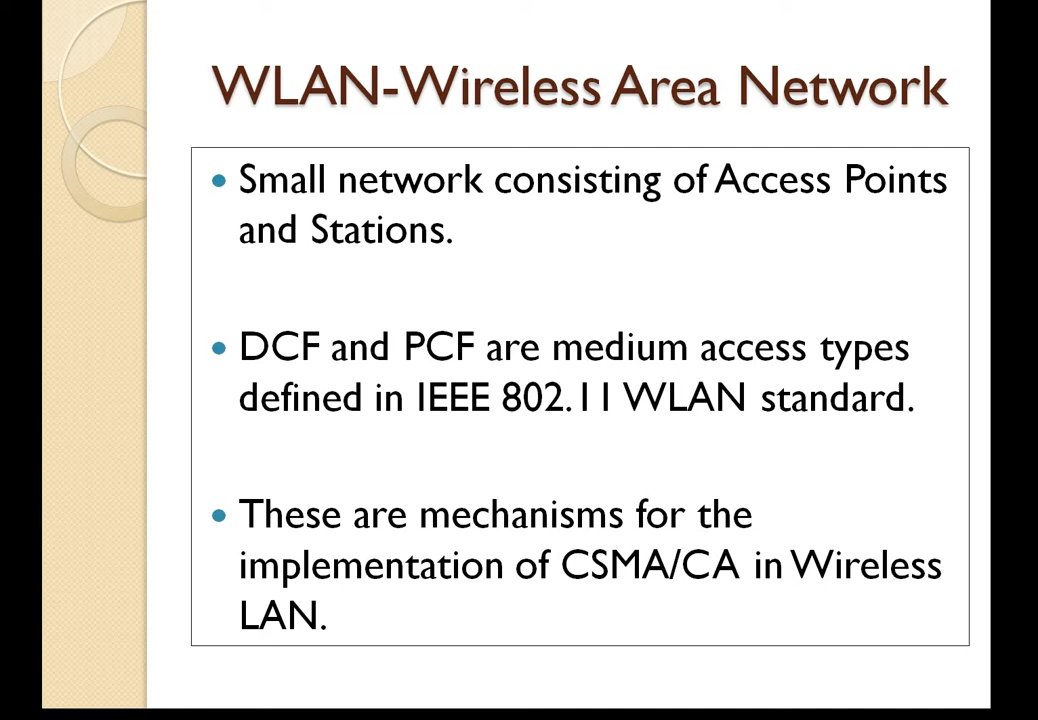 WLAN-Wireless Area Network
Small network consisting of Access Points
and Stations.
DCF and PCF are medium access types
defined in IEEE 802.11 WLAN standard.
These are mechanisms for the
implementation of CSMA/CA in Wireless
LAN.